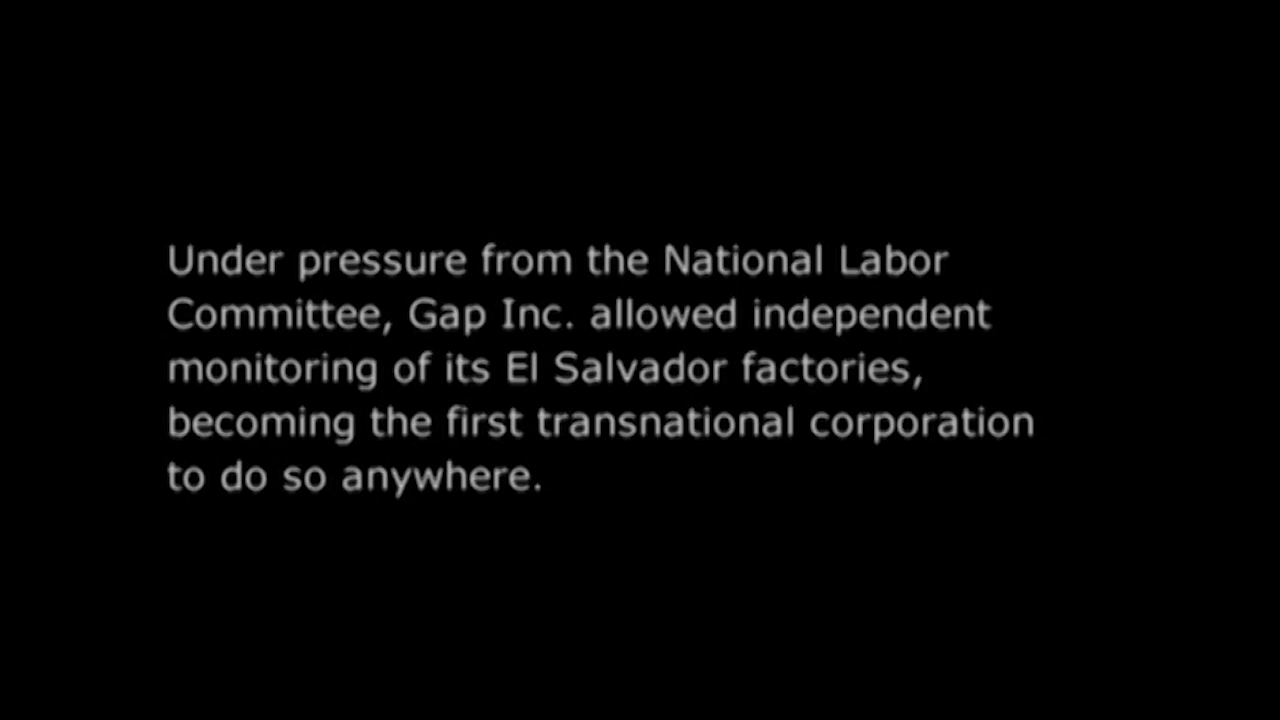 Under pressure from the National Labor
Committee, Gap Inc. allowed independent
monitoring of its El Salvador factories,
becoming the first transnational corporation
to do so anywhere.